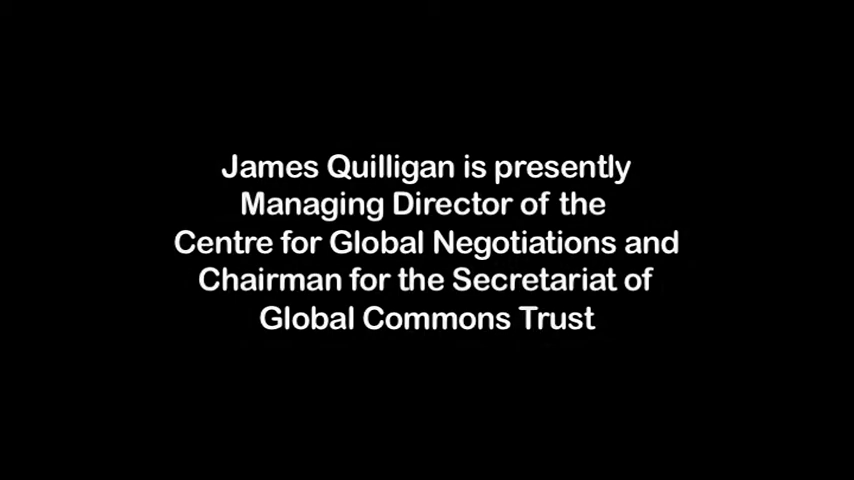 James Quilligan is presently
Managing Director of the
Centre for Global Negotiations and
Chairman for the Secretariat of
Global Commons Trust